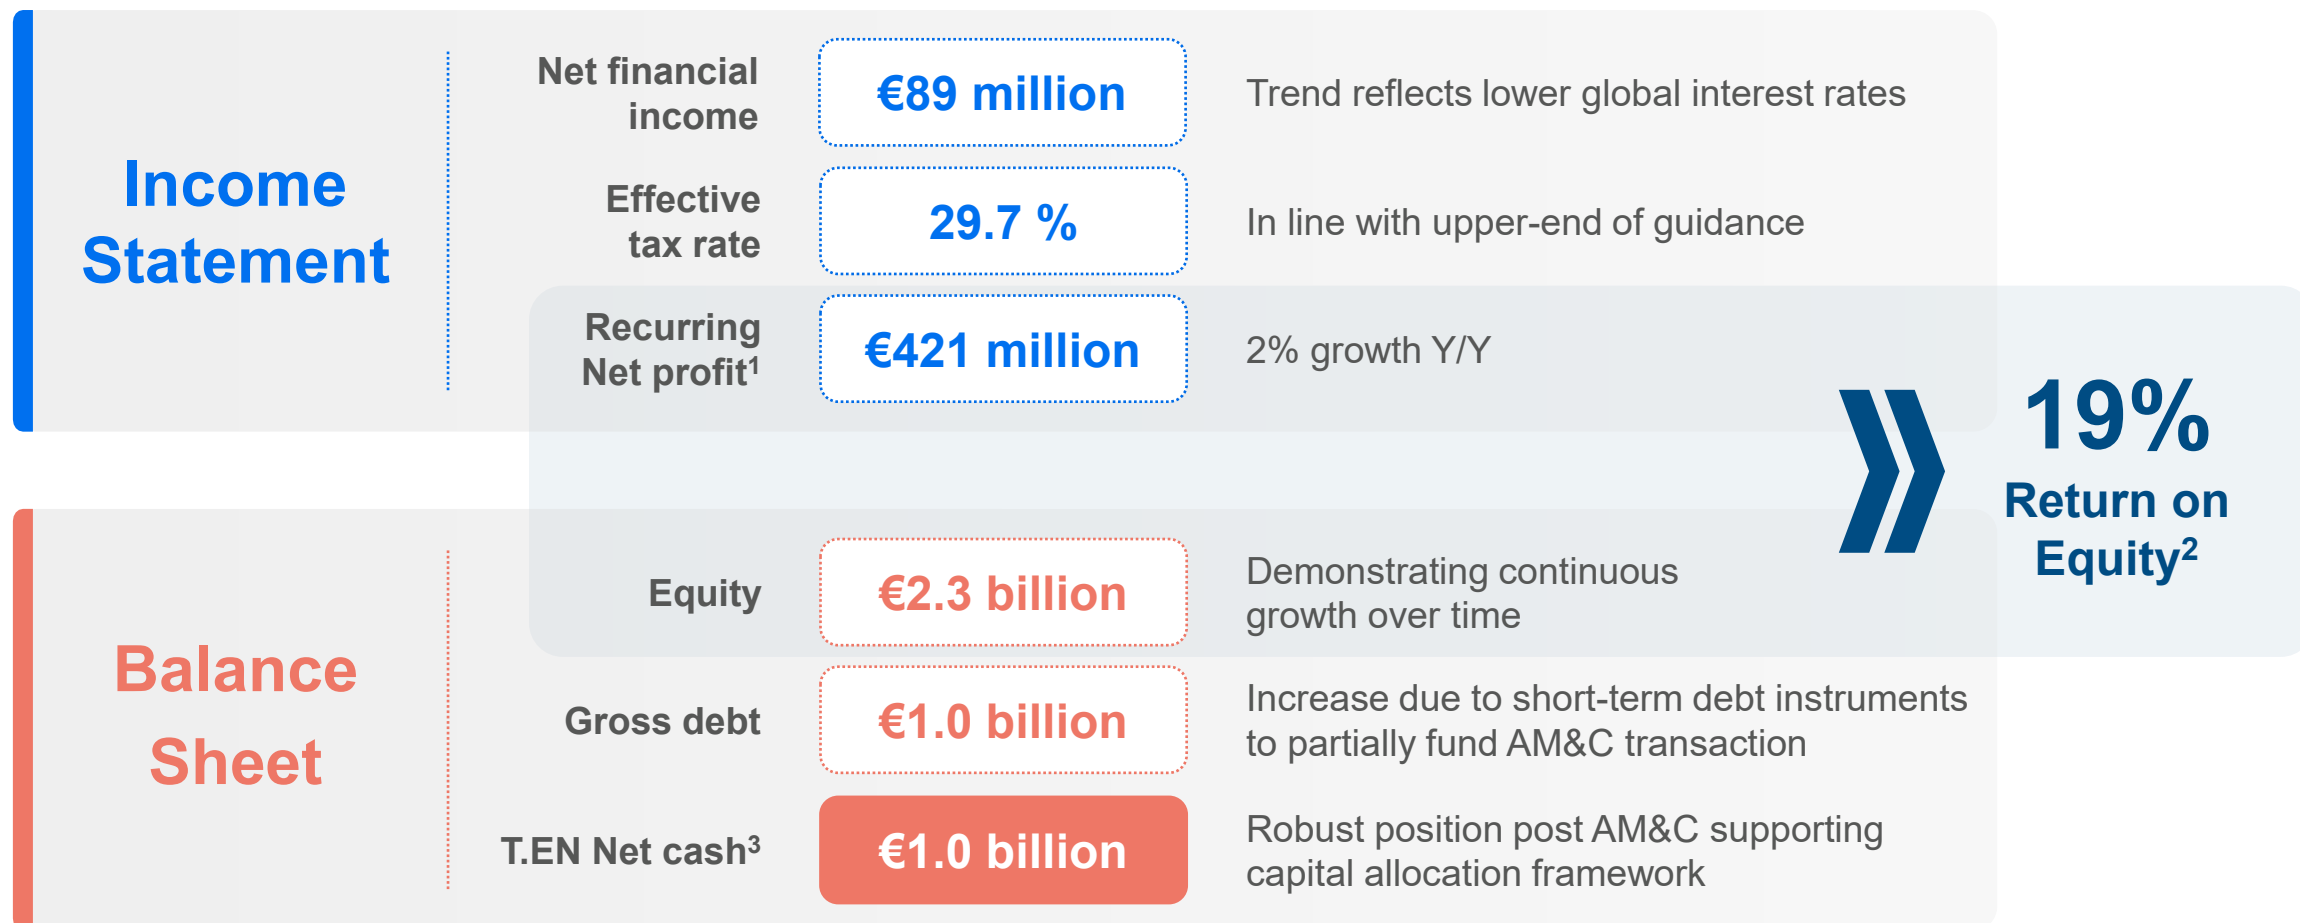 Income
Statement
Net financial
income
€89 million
Trend reflects lower global interest rates
Effective
tax rate
29.7 %
In line with upper-end of guidance
Recurring
Net profit¹
€421 million
2% growth Y/Y
19%
Return on
Equity²
Balance
Sheet
Equity
€2.3 billion
Demonstrating continuous
growth over time
Gross debt
€1.0 billion
Increase due to short-term debt instruments
to partially fund AM&C transaction
T.EN Net cash³
€1.0 billion
Robust position post AM&C supporting
capital allocation framework